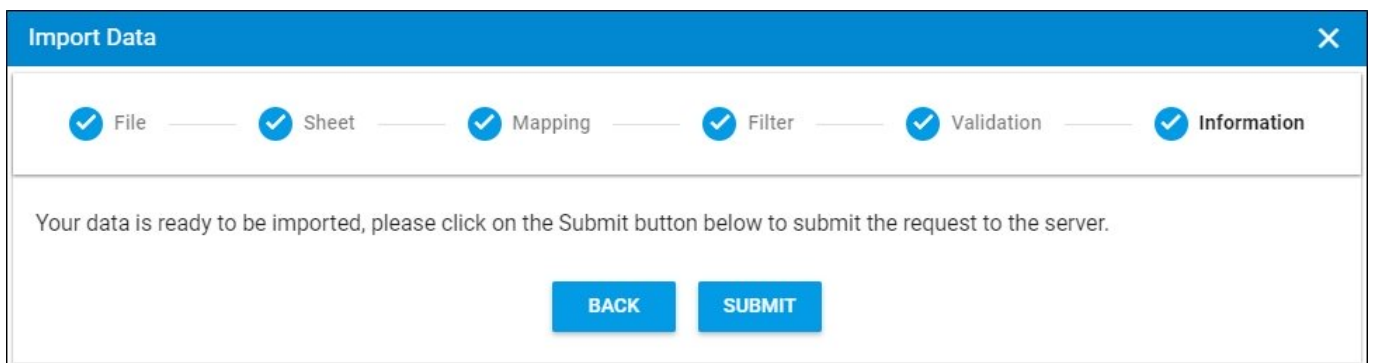 Import Data
File Sheet Mapping Filter Validation Information
Your data is ready to be imported, please click on the Submit button below to submit the request to the server.
BACK SUBMIT